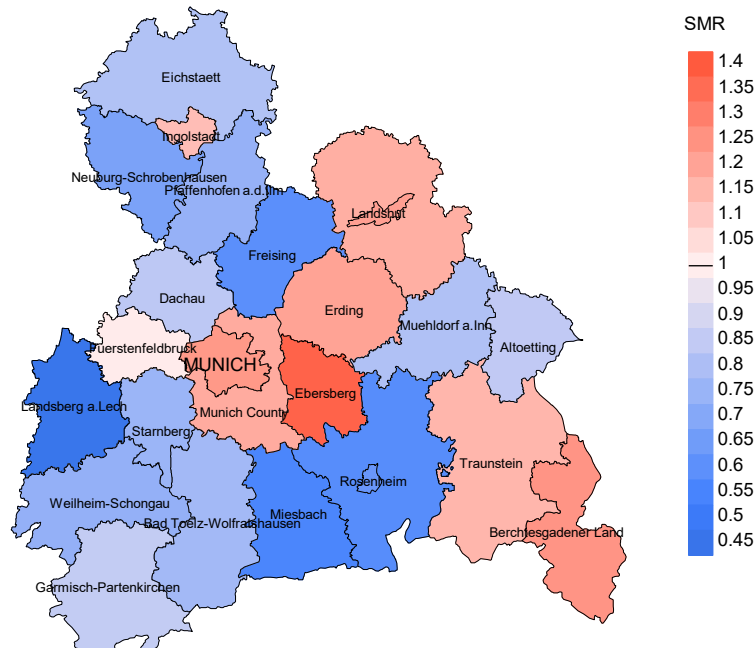 SMR
1.4
1.35
1.3
1.25
1.2
1.15
1.1
1.05
1
0.95
0.9
0.85
0.8
0.75
0.7
0.65
0.6
0.55
0.5
0.45
Eichstaett
Ingolstadt
Neuburg-Schrobenhausen
Pfaffenhofen a.d.Ilm
Landshut
Freising
Dachau
Erding
Muehldorf a.Inn
Altoetting
Fuerstenfeldbruck
MUNICH
Ebersberg
Landsberg a.Lech
Munich County
Starnberg
Traunstein
Rosenheim
Weilheim-Schongau
Miesbach
Bad Toelz-Wolfratshausen
Berchtesgadener Land
Garmisch-Partenkirchen